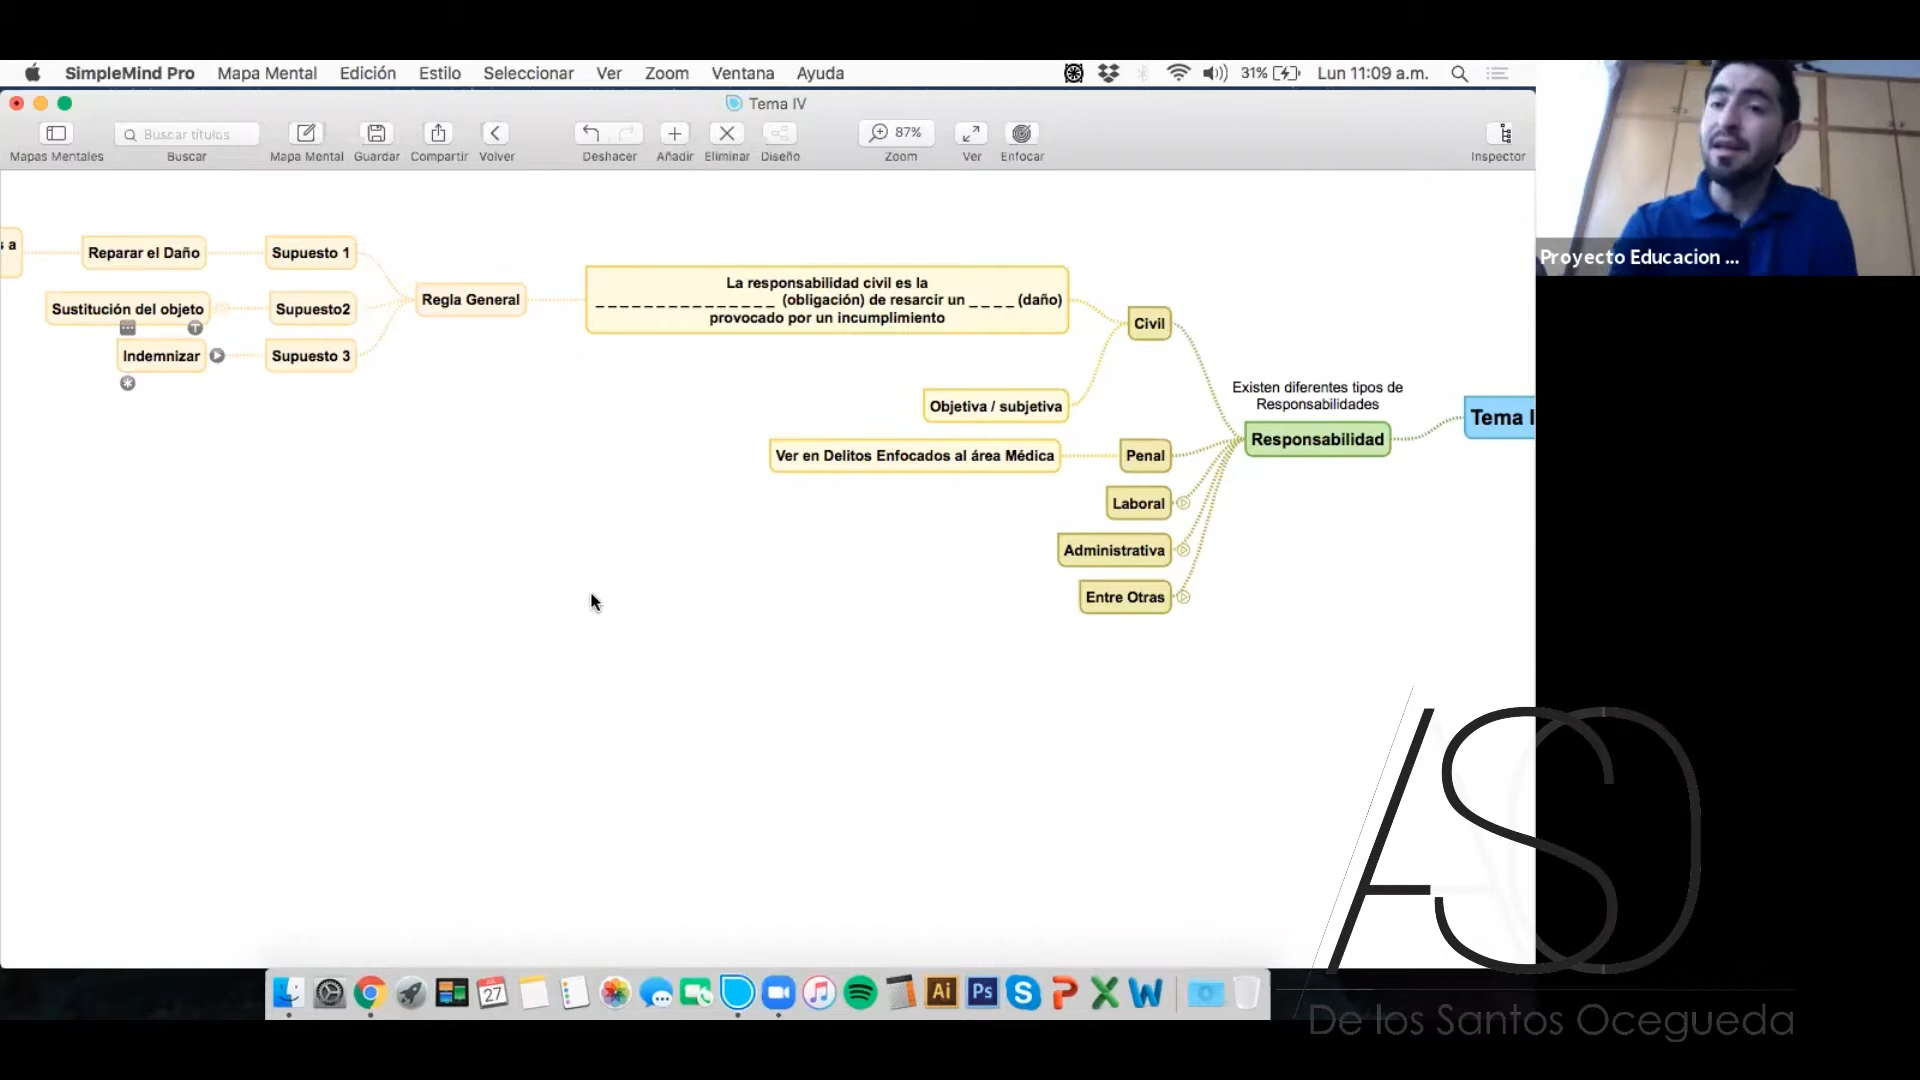 SimpleMind Pro Mapa Mental Edición Estilo Seleccionar Ver Zoom Ventana Ayuda 31% Lun 11:09 a.m.
Tema IV
Buscar títulos
87%
Mapas Mentales Buscar Mapa Mental Guardar Compartir Volver Deshacer Añadir Eliminar Diseño Zoom Ver Enfocar Inspector
Proyecto Educacion ...
s a
Reparar el Daño
Supuesto 1
Sustitución del objeto
Supuesto2
Indemnizar
Supuesto 3
Regla General
La responsabilidad civil es la
_ _ _ _ _ _ _ _ _ _ _ _ _ _ _ (obligación) de resarcir un _ _ _ _ (daño)
provocado por un incumplimiento
Civil
Objetiva / subjetiva
Existen diferentes tipos de
Responsabilidades
Responsabilidad
Tema I
Ver en Delitos Enfocados al área Médica
Penal
Laboral
Administrativa
Entre Otras
27
Ai
Ps
ASO
De los Santos Ocegueda